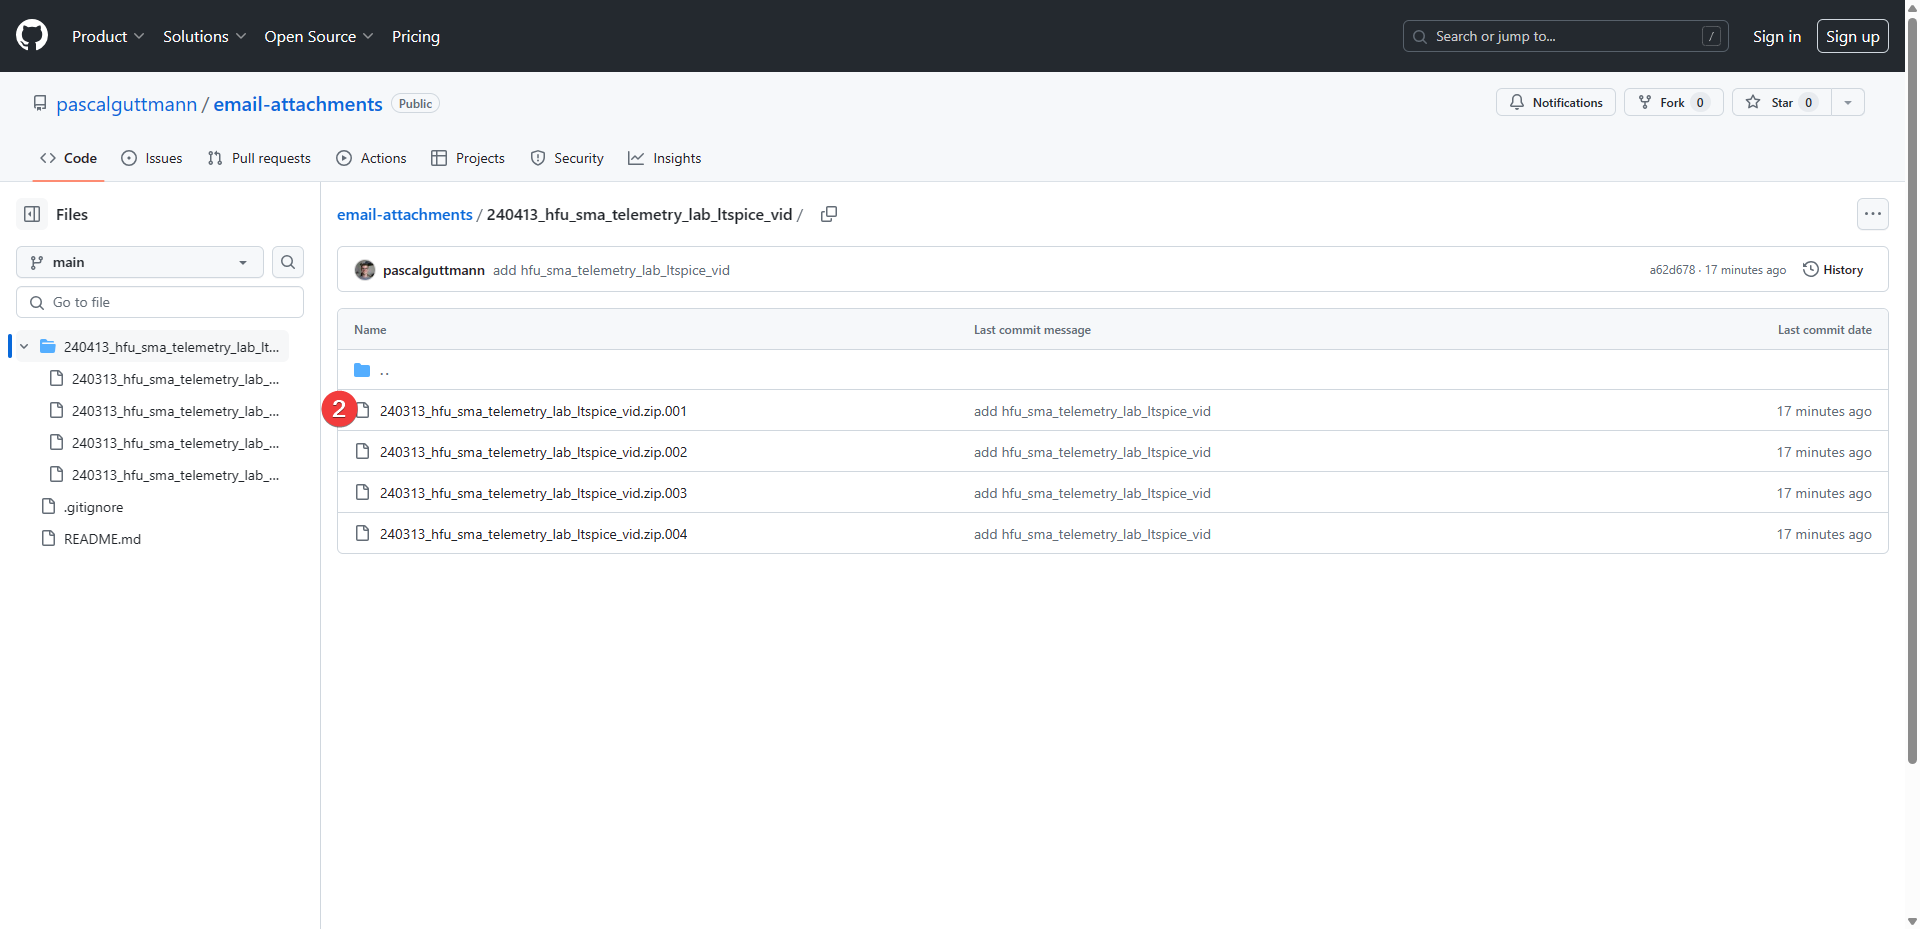 Product Solutions Open Source Pricing Search or jump to... / Sign in Sign up
pascalguttmann / email-attachments Public Notifications Fork 0 Star 0
Code Issues Pull requests Actions Projects Security Insights
Files
main
Go to file
240413_hfu_sma_telemetry_lab_lt...
240313_hfu_sma_telemetry_lab_...
240313_hfu_sma_telemetry_lab_...
240313_hfu_sma_telemetry_lab_...
240313_hfu_sma_telemetry_lab_...
.gitignore
README.md
email-attachments / 240413_hfu_sma_telemetry_lab_ltspice_vid /
pascalguttmann add hfu_sma_telemetry_lab_ltspice_vid a62d678 · 17 minutes ago History
Name Last commit message Last commit date
..
2 240313_hfu_sma_telemetry_lab_ltspice_vid.zip.001 add hfu_sma_telemetry_lab_ltspice_vid 17 minutes ago
240313_hfu_sma_telemetry_lab_ltspice_vid.zip.002 add hfu_sma_telemetry_lab_ltspice_vid 17 minutes ago
240313_hfu_sma_telemetry_lab_ltspice_vid.zip.003 add hfu_sma_telemetry_lab_ltspice_vid 17 minutes ago
240313_hfu_sma_telemetry_lab_ltspice_vid.zip.004 add hfu_sma_telemetry_lab_ltspice_vid 17 minutes ago